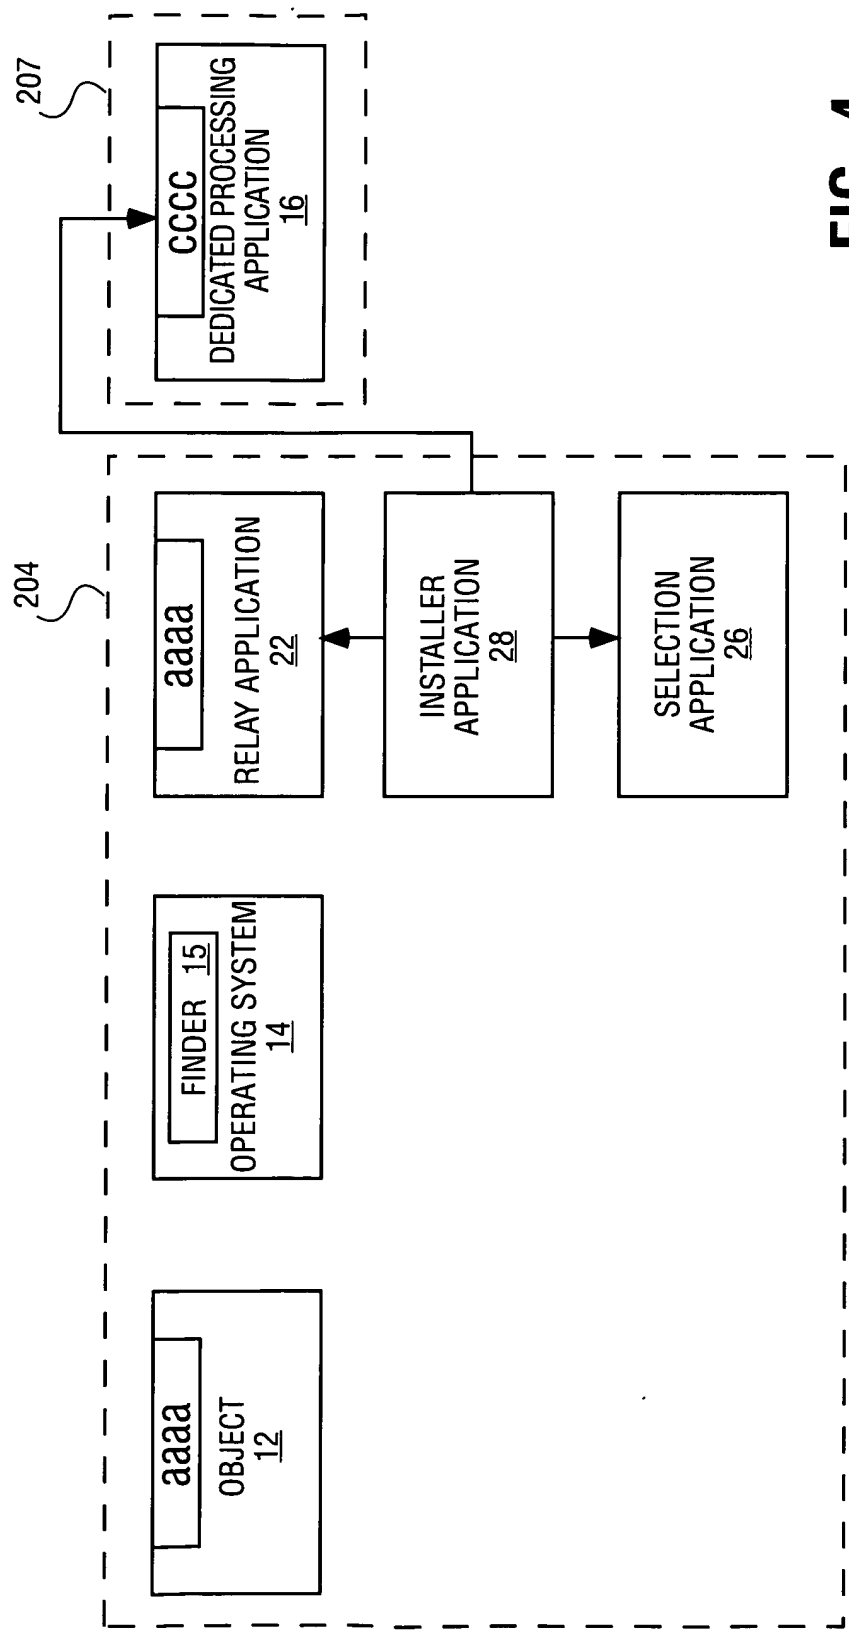 204
207
aaaa
OBJECT
12
FINDER 15
OPERATING SYSTEM
14
aaaa
RELAY APPLICATION
22
INSTALLER
APPLICATION
28
SELECTION
APPLICATION
26
cccc
DEDICATED PROCESSING
APPLICATION
16
FIG. 4